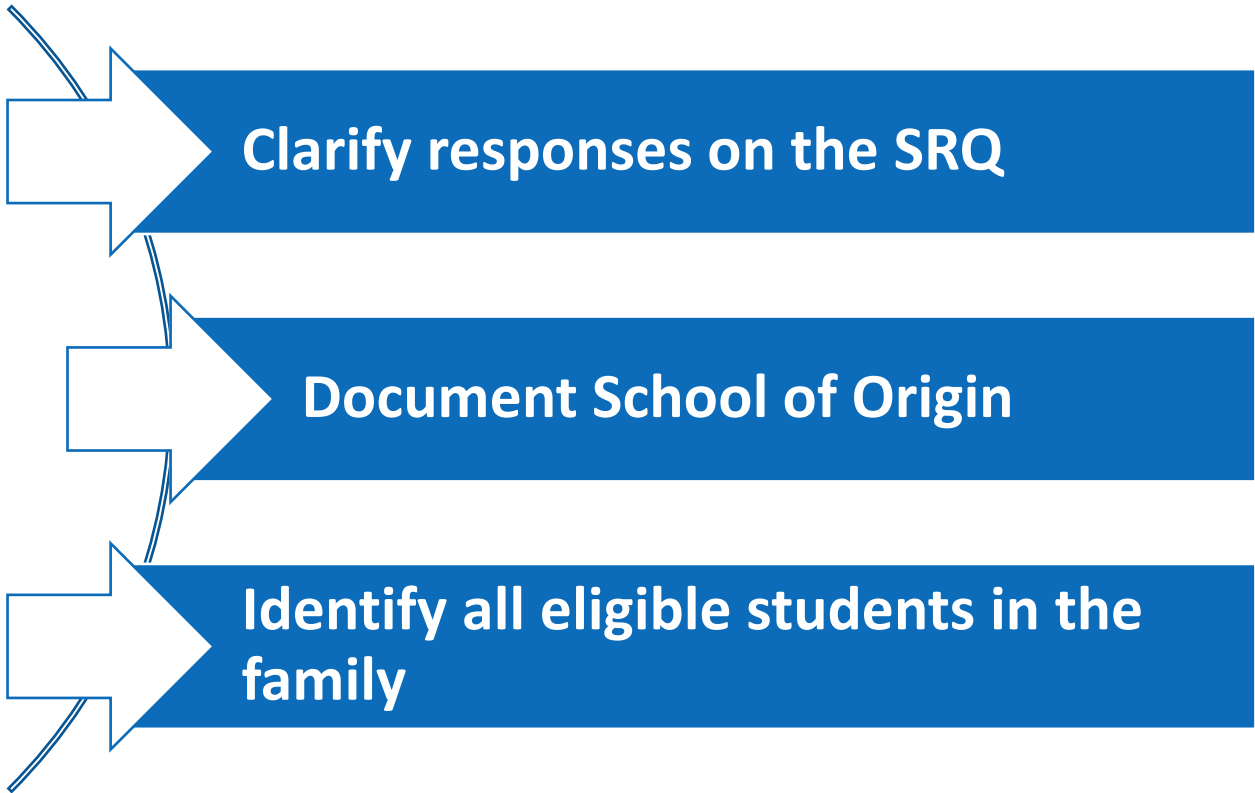 Clarify responses on the SRQ
Document School of Origin
Identify all eligible students in the
family